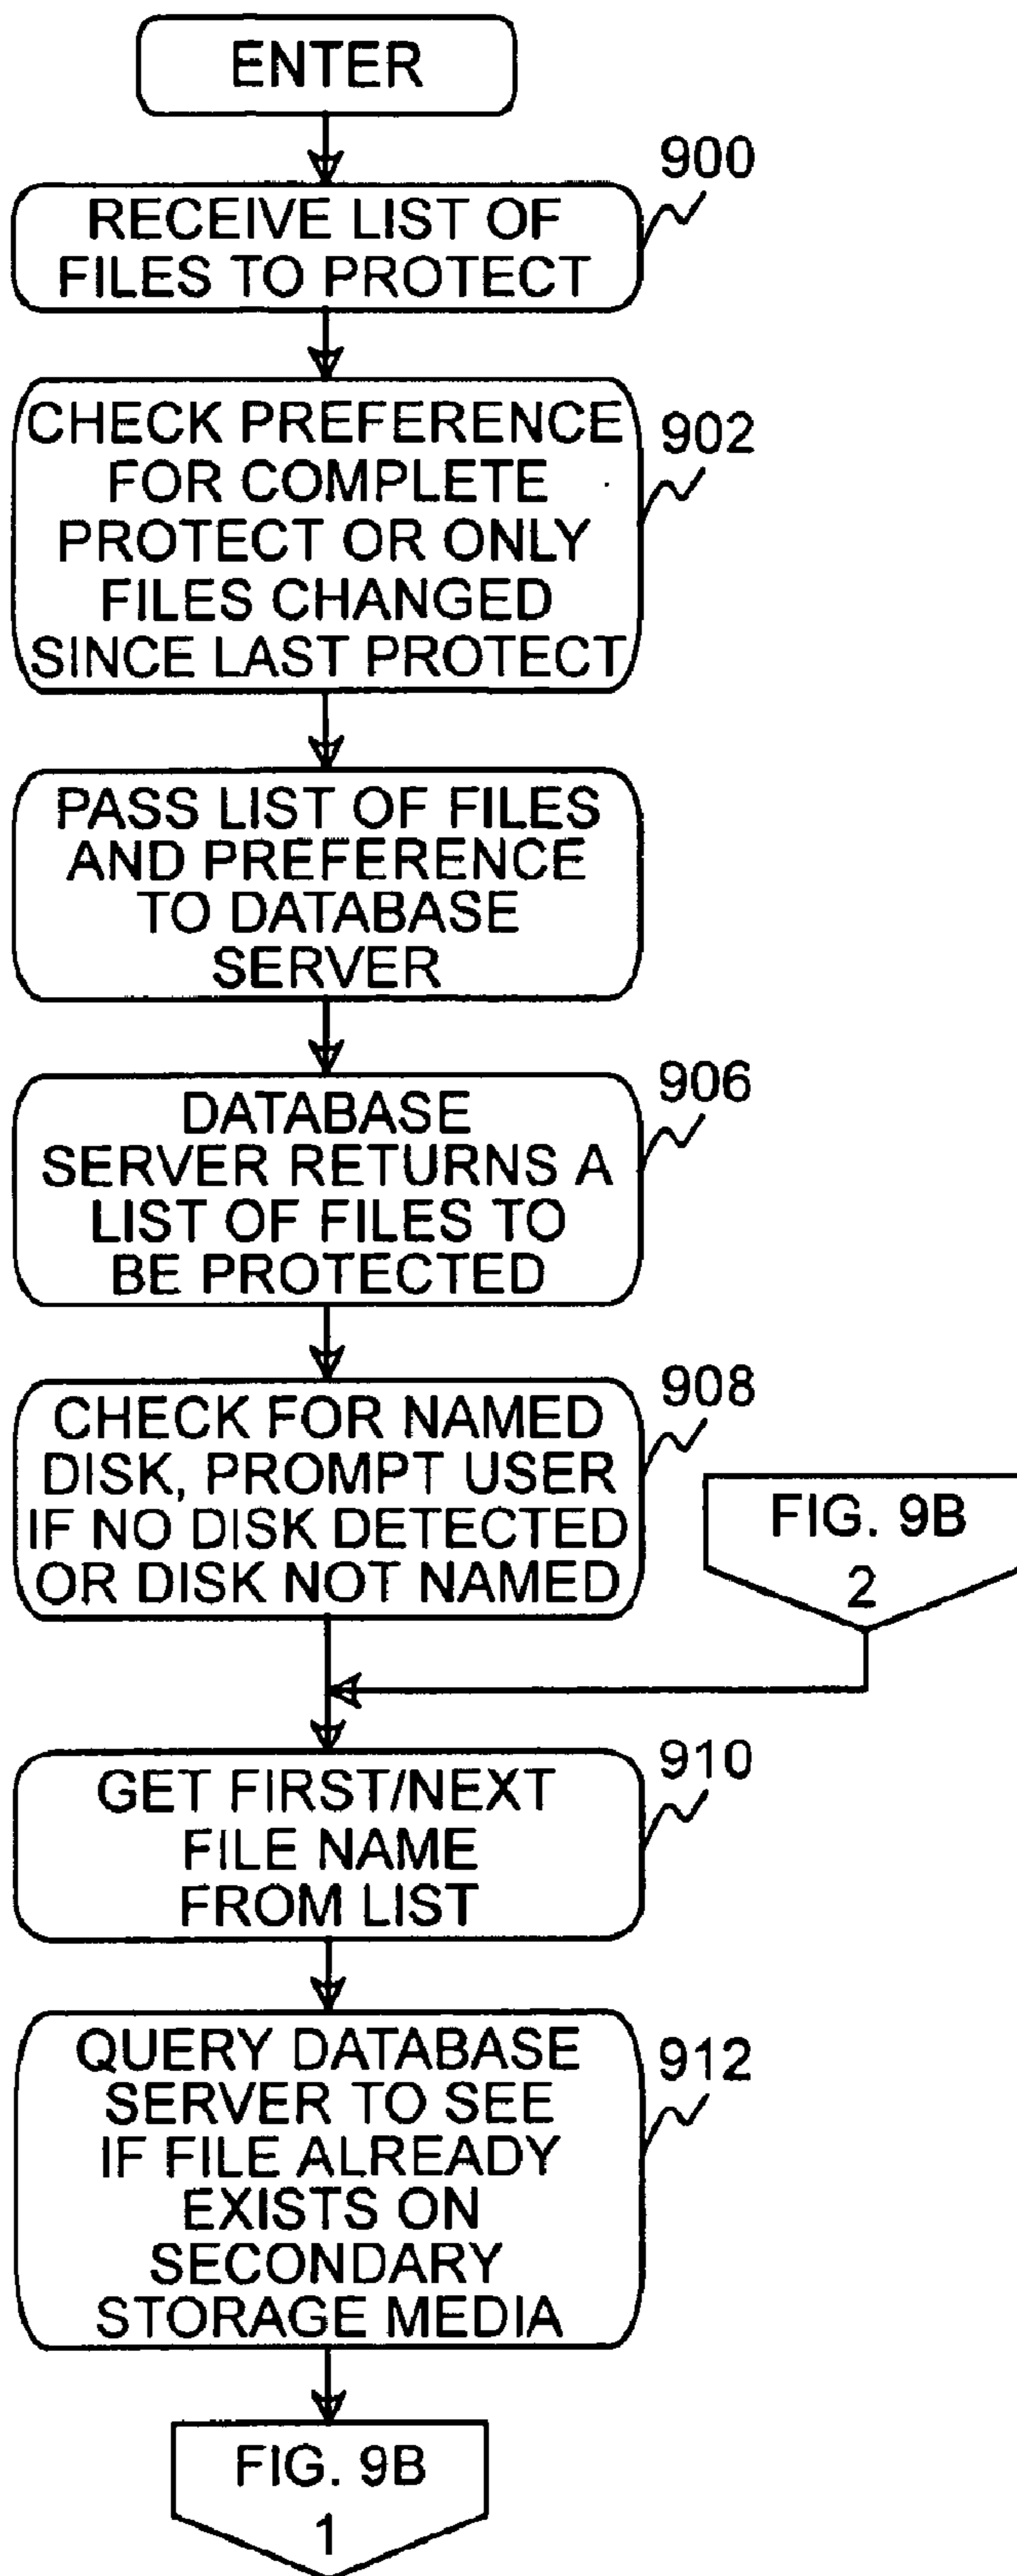 ENTER
900
RECEIVE LIST OF
FILES TO PROTECT
902
CHECK PREFERENCE
FOR COMPLETE
PROTECT OR ONLY
FILES CHANGED
SINCE LAST PROTECT
PASS LIST OF FILES
AND PREFERENCE
TO DATABASE
SERVER
906
DATABASE
SERVER RETURNS A
LIST OF FILES TO
BE PROTECTED
908
CHECK FOR NAMED
DISK, PROMPT USER
IF NO DISK DETECTED
OR DISK NOT NAMED
FIG. 9B
2
910
GET FIRST/NEXT
FILE NAME
FROM LIST
912
QUERY DATABASE
SERVER TO SEE
IF FILE ALREADY
EXISTS ON
SECONDARY
STORAGE MEDIA
FIG. 9B
1